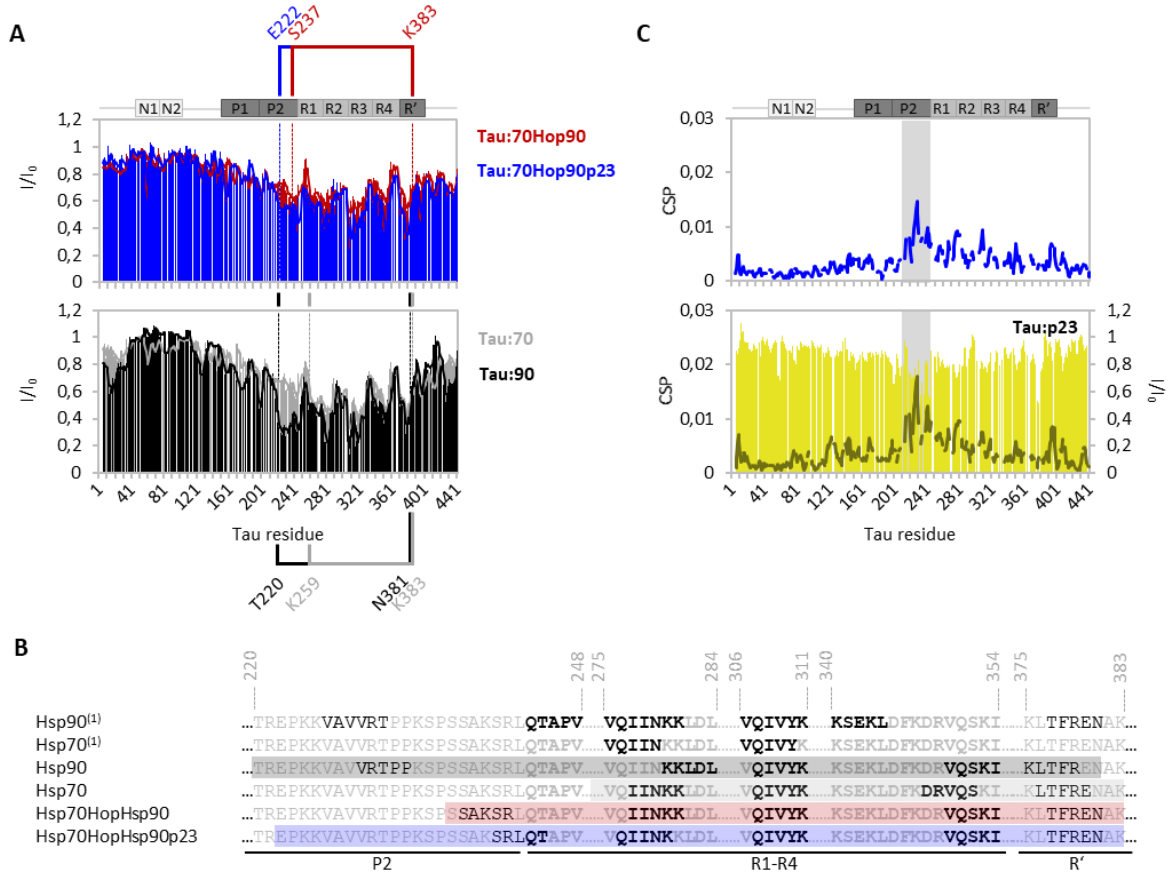 A
E222
S237
K383
C
N1 N2 P1 P2 R1 R2 R3 R4 R'
1,2
1
0,8
0,6
0,4
0,2
0
I/I0
Tau:70Hop90
Tau:70Hop90p23
1,2
1
0,8
0,6
0,4
0,2
0
I/I0
Tau:70
Tau:90
1 41 81 121 161 201 241 281 321 361 401 441
Tau residue
T220
K259
N381
K383
N1 N2 P1 P2 R1 R2 R3 R4 R'
0,03
0,02
0,01
0
CSP
0,03
0,02
0,01
0
CSP
Tau:p23
1,2
1
0,8
0,6
0,4
0,2
0
I/I0
1 41 81 121 161 201 241 281 321 361 401 441
Tau residue
B
220 248 275 284 306 311 340 354 375 383
Hsp90(1) ...TREPKKVAVVRTPPKSPSSAKSRLQTAPV.....VQIINKKLDL...VQIVYK...KSEKLDFKDRVQSKI.....KLTFRENAK...
Hsp70(1) ...TREPKKVAVVRTPPKSPSSAKSRLQTAPV.....VQIINKKLDL...VQIVYK...KSEKLDFKDRVQSKI.....KLTFRENAK...
Hsp90 ...TREPKKVAVVRTPPKSPSSAKSRLQTAPV.....VQIINKKLDL...VQIVYK...KSEKLDFKDRVQSKI.....KLTFRENAK...
Hsp70 ...TREPKKVAVVRTPPKSPSSAKSRLQTAPV.....VQIINKKLDL...VQIVYK...KSEKLDFKDRVQSKI.....KLTFRENAK...
Hsp70HopHsp90 ...TREPKKVAVVRTPPKSPSSAKSRLQTAPV.....VQIINKKLDL...VQIVYK...KSEKLDFKDRVQSKI.....KLTFRENAK...
Hsp70HopHsp90p23 ...TREPKKVAVVRTPPKSPSSAKSRLQTAPV.....VQIINKKLDL...VQIVYK...KSEKLDFKDRVQSKI.....KLTFRENAK...
P2 R1-R4 R‘